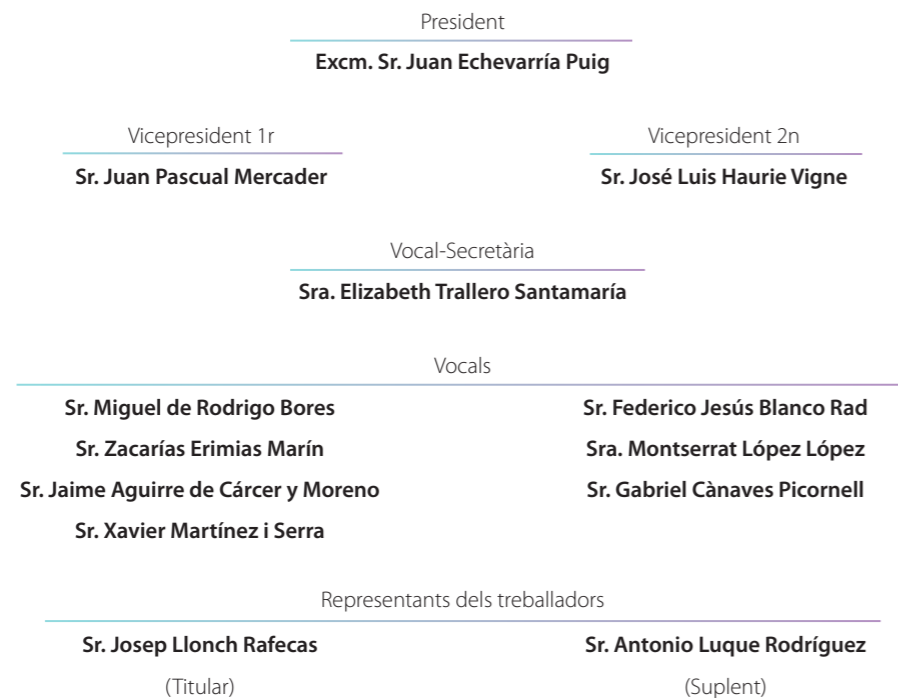 President
Excm. Sr. Juan Echevarría Puig
Vicepresident 1r
Sr. Juan Pascual Mercader
Vicepresident 2n
Sr. José Luis Haurie Vigne
Vocal-Secretària
Sra. Elizabeth Trallero Santamaría
Vocals
Sr. Miguel de Rodrigo Bores
Sr. Zacarías Erimias Marín
Sr. Jaime Aguirre de Cárcer y Moreno
Sr. Xavier Martínez i Serra
Sr. Federico Jesús Blanco Rad
Sra. Montserrat López López
Sr. Gabriel Cànaves Picornell
Representants dels treballadors
Sr. Josep Llonch Rafecas
(Titular)
Sr. Antonio Luque Rodríguez
(Suplent)